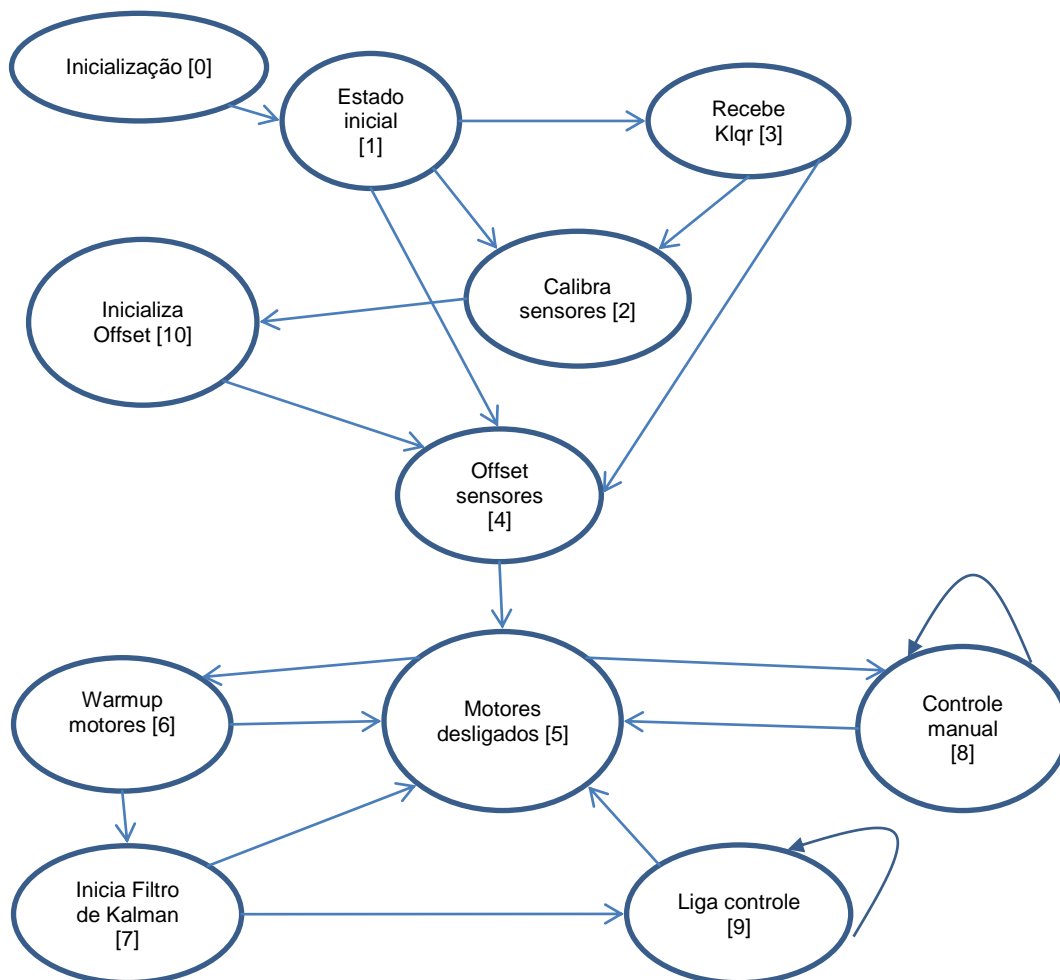 Inicialização [0]
Estado
inicial
[1]
Recebe
Klqr [3]
Inicializa
Offset [10]
Calibra
sensores [2]
Offset
sensores
[4]
Warmup
motores [6]
Motores
desligados [5]
Controle
manual
[8]
Inicia Filtro
de Kalman
[7]
Liga controle
[9]